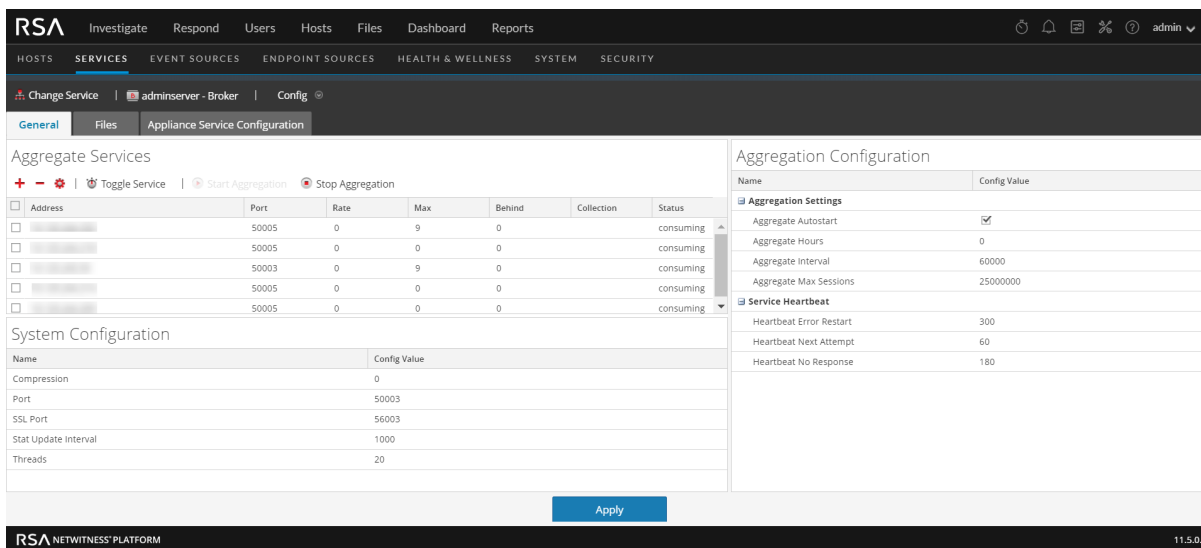 RSA Investigate Respond Users Hosts Files Dashboard Reports admin
HOSTS SERVICES EVENT SOURCES ENDPOINT SOURCES HEALTH & WELLNESS SYSTEM SECURITY
Change Service | adminserver - Broker | Config
General Files Appliance Service Configuration
Aggregate Services
Toggle Service | Start Aggregation Stop Aggregation
Address Port Rate Max Behind Collection Status
50005 0 9 0 consuming
50005 0 0 0 consuming
50003 0 9 0 consuming
50005 0 0 0 consuming
50005 0 0 0 consuming
System Configuration
Name Config Value
Compression 0
Port 50003
SSL Port 56003
Stat Update Interval 1000
Threads 20
Aggregation Configuration
Name Config Value
Aggregation Settings
Aggregate Autostart
Aggregate Hours 0
Aggregate Interval 60000
Aggregate Max Sessions 25000000
Service Heartbeat
Heartbeat Error Restart 300
Heartbeat Next Attempt 60
Heartbeat No Response 180
Apply
RSA NETWITNESS® PLATFORM 11.5.0